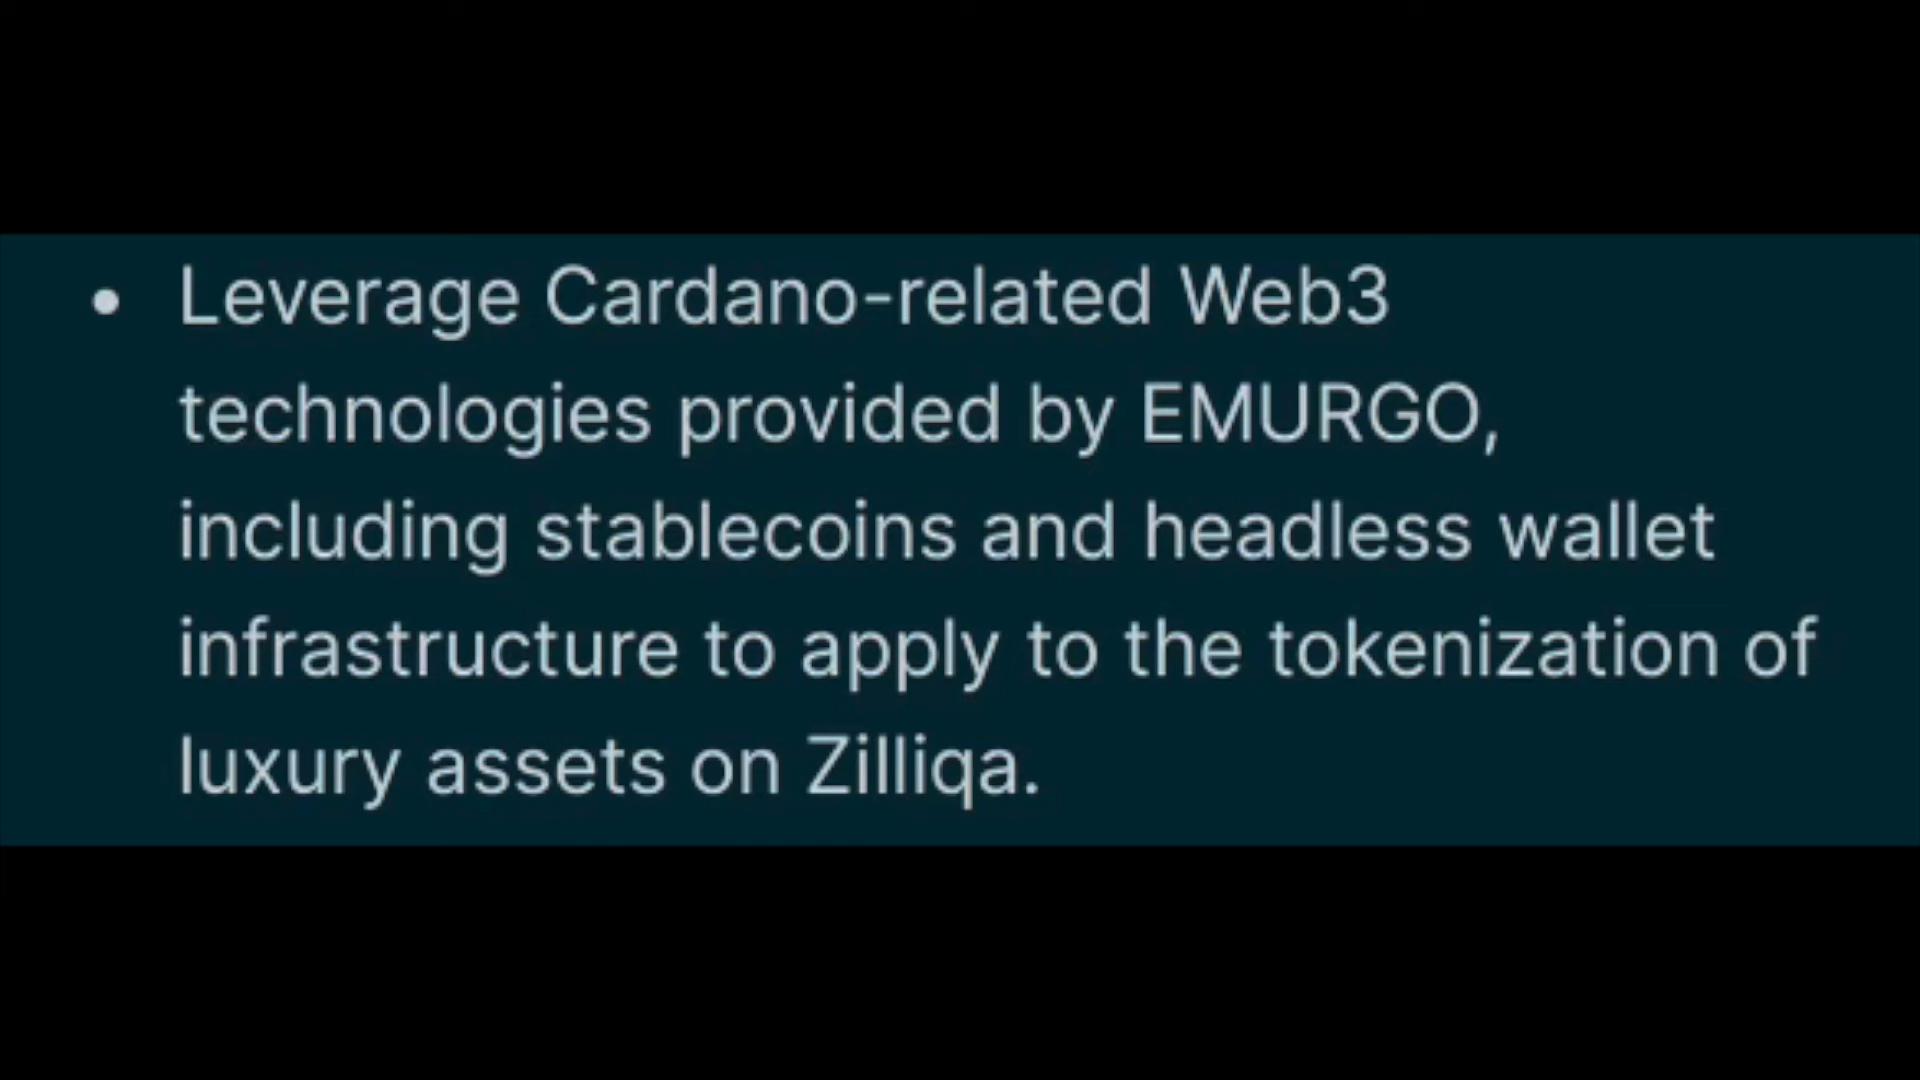 • Leverage Cardano-related Web3
technologies provided by EMURGO,
including stablecoins and headless wallet
infrastructure to apply to the tokenization of
luxury assets on Zilliqa.